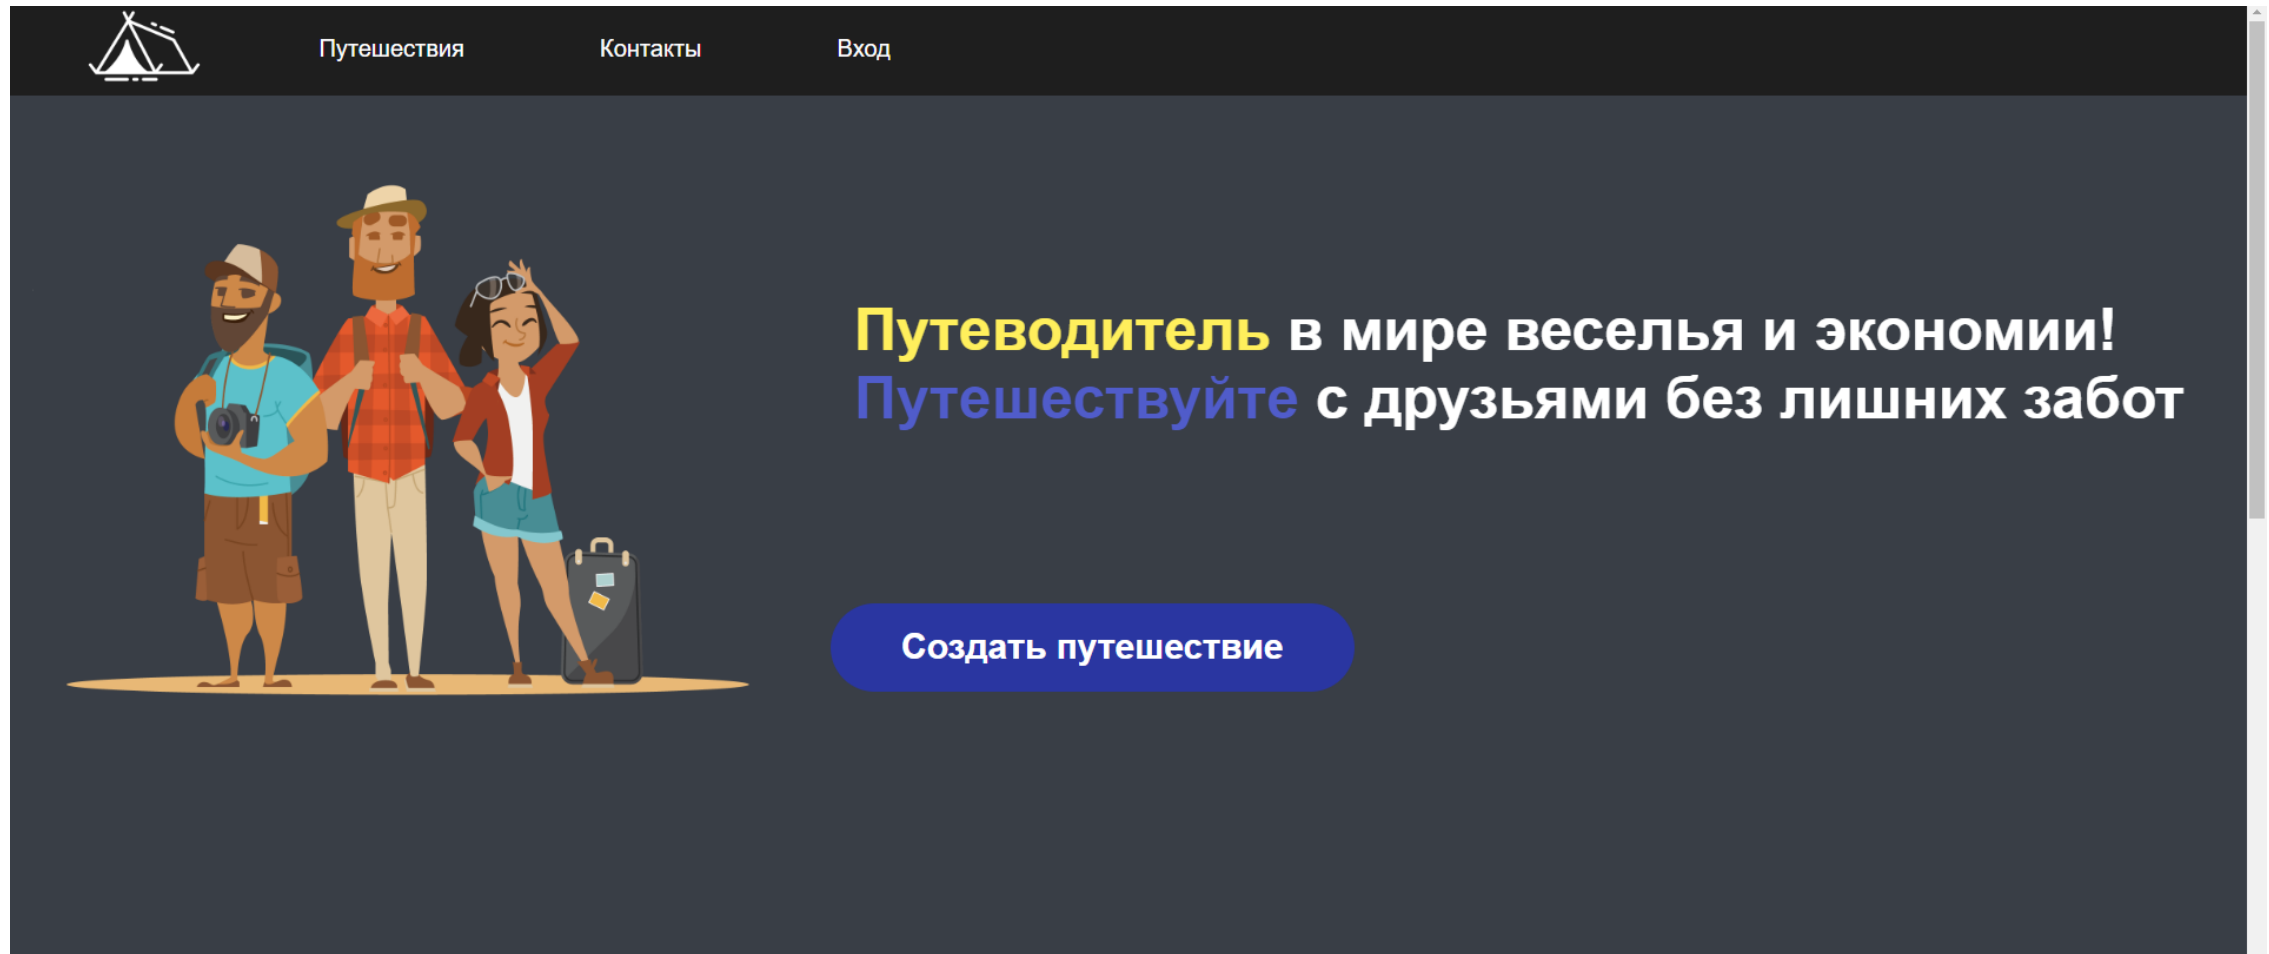 Путешествия Контакты Вход
Путеводитель в мире веселья и экономии!
Путешествуйте с друзьями без лишних забот
Создать путешествие